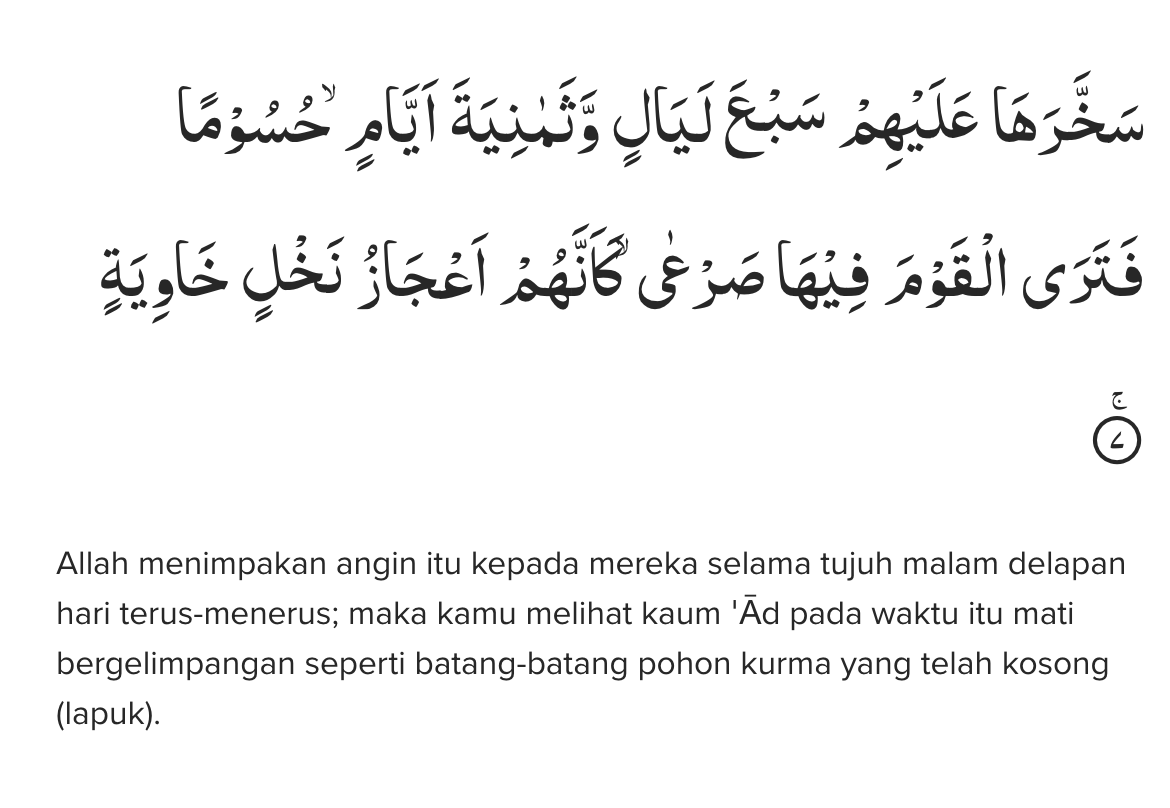 سَخَّرَهَا عَلَيْهِمْ سَبْعَ لَيَالٍ وَّثَمٰنِيَةَ اَيَّامٍۙ حُسُوْمًا
فَتَرَى الْقَوْمَ فِيْهَا صَرْعٰىۙ كَاَنَّهُمْ اَعْجَازُ نَخْلٍ خَاوِيَةٍ
ۚ ٧
Allah menimpakan angin itu kepada mereka selama tujuh malam delapan
hari terus-menerus; maka kamu melihat kaum 'Ād pada waktu itu mati
bergelimpangan seperti batang-batang pohon kurma yang telah kosong
(lapuk).